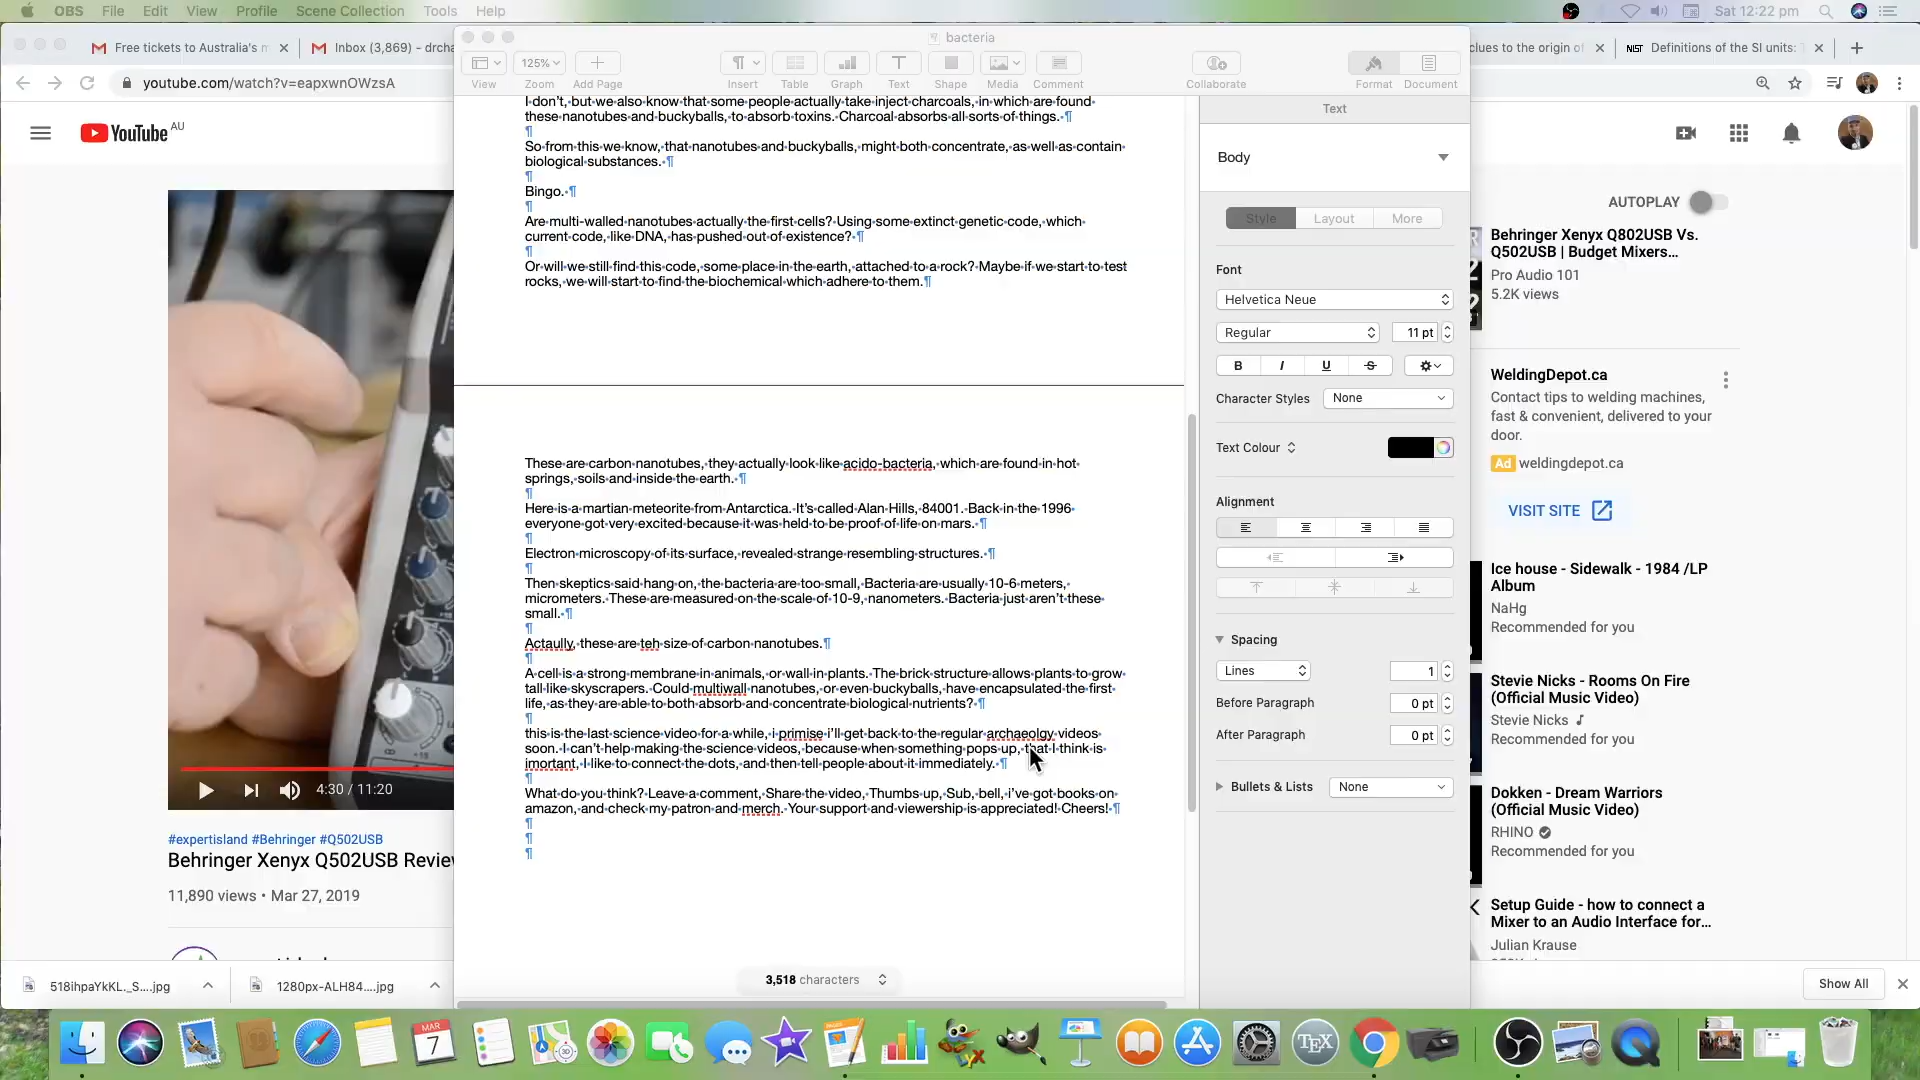 OBS File Edit View Profile Scene Collection Tools Help
Sat 12:22 pm
Free tickets to Australia's m
Inbox (3,869) - drcha
bacteria
clues to the origin of
NIST Definitions of the SI units: T
youtube.com/watch?v=eapxwnOWzsA
125%
View Zoom Add Page Insert Table Graph Text Shape Media Comment Collaborate Format Document
YouTube AU
I don't, but we also know that some people actually take inject charcoals, in which are found
these nanotubes and buckyballs, to absorb toxins. Charcoal absorbs all sorts of things. ¶
¶
So from this we know, that nanotubes and buckyballs, might both concentrate, as well as contain
biological substances. ¶
¶
Bingo. ¶
¶
Are multi-walled nanotubes actually the first cells? Using some extinct genetic code, which
current code, like DNA, has pushed out of existence? ¶
¶
Or will we still find this code, some place in the earth, attached to a rock? Maybe if we start to test
rocks, we will start to find the biochemical which adhere to them. ¶
These are carbon nanotubes, they actually look like acido-bacteria, which are found in hot
springs, soils and inside the earth. ¶
¶
Here is a martian meteorite from Antarctica. It's called Alan Hills, 84001. Back in the 1996
everyone got very excited because it was held to be proof of life on mars. ¶
¶
Electron microscopy of its surface, revealed strange resembling structures. ¶
¶
Then skeptics said hang on, the bacteria are too small, Bacteria are usually 10-6 meters,
micrometers. These are measured on the scale of 10-9, nanometers. Bacteria just aren't these
small. ¶
¶
Actaully, these are teh size of carbon nanotubes. ¶
¶
A cell is a strong membrane in animals, or wall in plants. The brick structure allows plants to grow
tall like skyscrapers. Could multiwall nanotubes, or even buckyballs, have encapsulated the first
life, as they are able to both absorb and concentrate biological nutrients? ¶
¶
this is the last science video for a while, i primise i'll get back to the regular archaeolgy videos
soon. I can't help making the science videos, because when something pops up, that I think is
imortant, I like to connect the dots, and then tell people about it immediately. ¶
¶
What do you think? Leave a comment, Share the video, Thumbs up, Sub, bell, i've got books on
amazon, and check my patron and merch. Your support and viewership is appreciated! Cheers! ¶
¶
¶
¶
3,518 characters
Text
Body
Style Layout More
Font
Helvetica Neue
Regular 11 pt
B I U S
Character Styles None
Text Colour
Alignment
Spacing
Lines 1
Before Paragraph 0 pt
After Paragraph 0 pt
Bullets & Lists None
4:30 / 11:20
#expertisland #Behringer #Q502USB
Behringer Xenyx Q502USB Revie
11,890 views • Mar 27, 2019
AUTOPLAY
Behringer Xenyx Q802USB Vs.
Q502USB | Budget Mixers...
Pro Audio 101
5.2K views
WeldingDepot.ca
Contact tips to welding machines,
fast & convenient, delivered to your
door.
Ad weldingdepot.ca
VISIT SITE
Ice house - Sidewalk - 1984 /LP
Album
NaHg
Recommended for you
Stevie Nicks - Rooms On Fire
(Official Music Video)
Stevie Nicks
Recommended for you
Dokken - Dream Warriors
(Official Music Video)
RHINO
Recommended for you
Setup Guide - how to connect a
Mixer to an Audio Interface for...
Julian Krause
518ihpaYkKL._S....jpg
1280px-ALH84....jpg
Show All
MAR
7
TEX